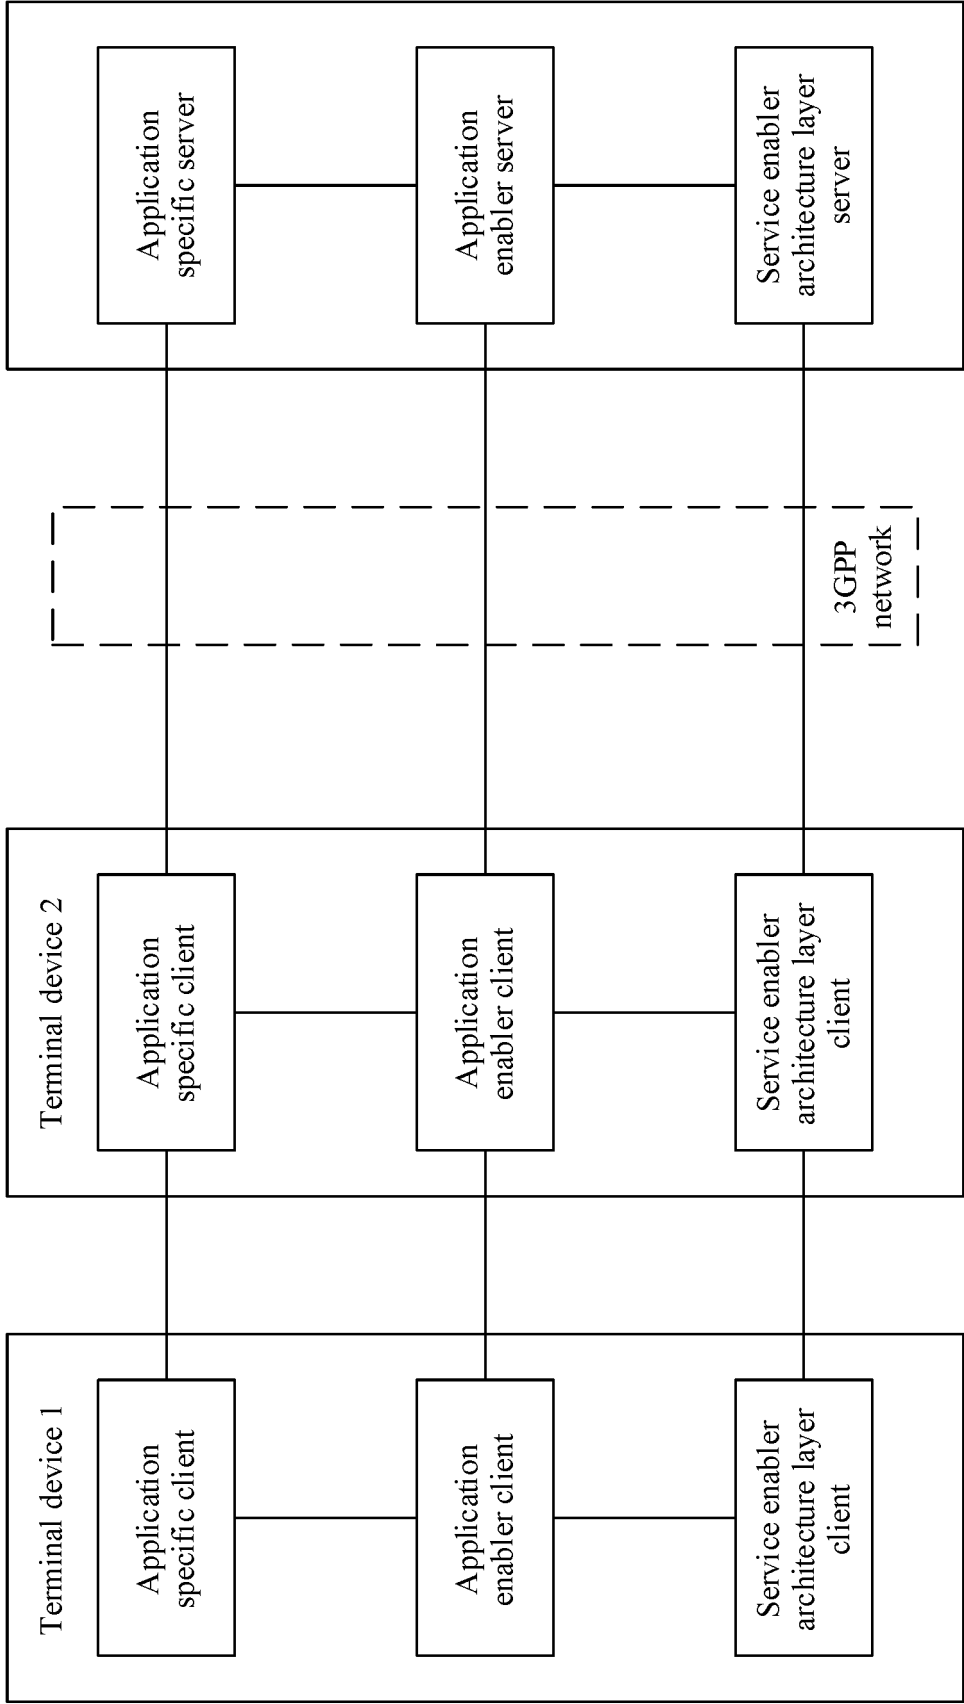 Terminal device 1
Application
specific client
Application
enabler client
Service enabler
architecture layer
client
Terminal device 2
Application
specific client
Application
enabler client
Service enabler
architecture layer
client
3GPP
network
Application
specific server
Application
enabler server
Service enabler
architecture layer
server